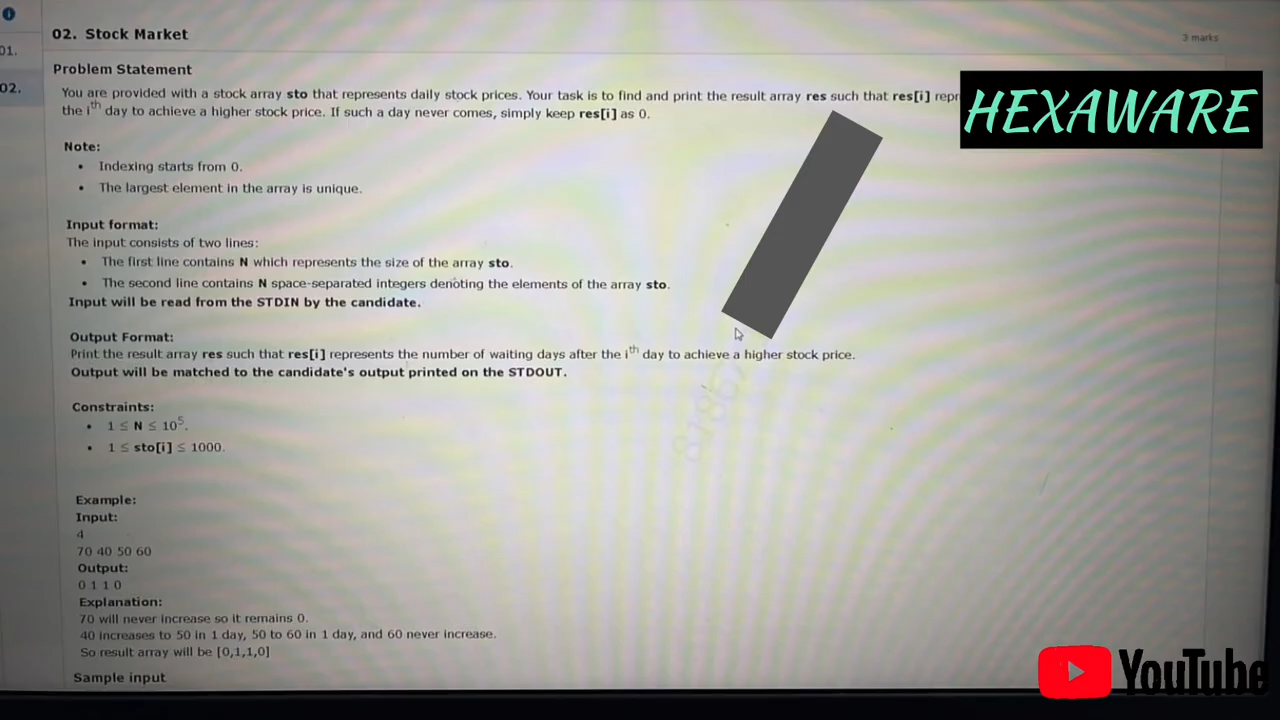 01.
02.
02. Stock Market
3 marks
Problem Statement
You are provided with a stock array sto that represents daily stock prices. Your task is to find and print the result array res such that res[i] repr
the ith day to achieve a higher stock price. If such a day never comes, simply keep res[i] as 0.
HEXAWARE
Note:
• Indexing starts from 0.
• The largest element in the array is unique.
Input format:
The input consists of two lines:
• The first line contains N which represents the size of the array sto.
• The second line contains N space-separated integers denoting the elements of the array sto.
Input will be read from the STDIN by the candidate.
Output Format:
Print the result array res such that res[i] represents the number of waiting days after the ith day to achieve a higher stock price.
Output will be matched to the candidate's output printed on the STDOUT.
Constraints:
• 1 ≤ N ≤ 10^5.
• 1 ≤ sto[i] ≤ 1000.
Example:
Input:
4
70 40 50 60
Output:
0 1 1 0
Explanation:
70 will never increase so it remains 0.
40 increases to 50 in 1 day, 50 to 60 in 1 day, and 60 never increase.
So result array will be [0,1,1,0]
Sample input
YouTube